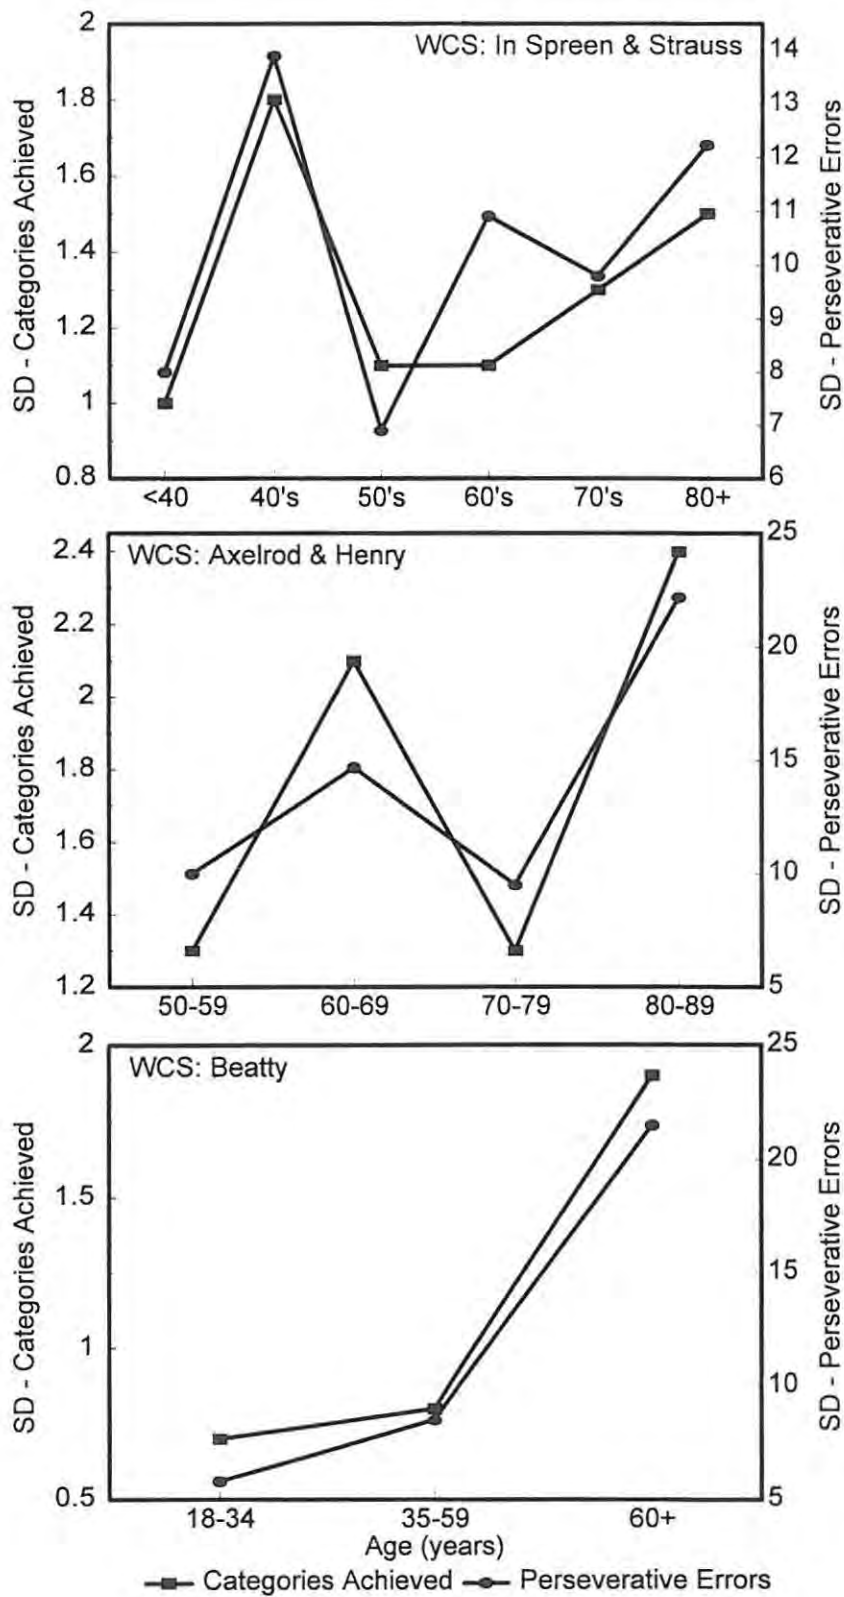 WCS: In Spreen & Strauss
SD - Categories Achieved
2
1.8
1.6
1.4
1.2
1
0.8
14
13
12
11
10
9
8
7
6
SD - Perseverative Errors
<40 40's 50's 60's 70's 80+
WCS: Axelrod & Henry
SD - Categories Achieved
2.4
2.2
2
1.8
1.6
1.4
1.2
25
20
15
10
5
SD - Perseverative Errors
50-59 60-69 70-79 80-89
WCS: Beatty
SD - Categories Achieved
2
1.5
1
0.5
25
20
15
10
5
SD - Perseverative Errors
18-34 35-59 60+
Age (years)
Categories Achieved Perseverative Errors